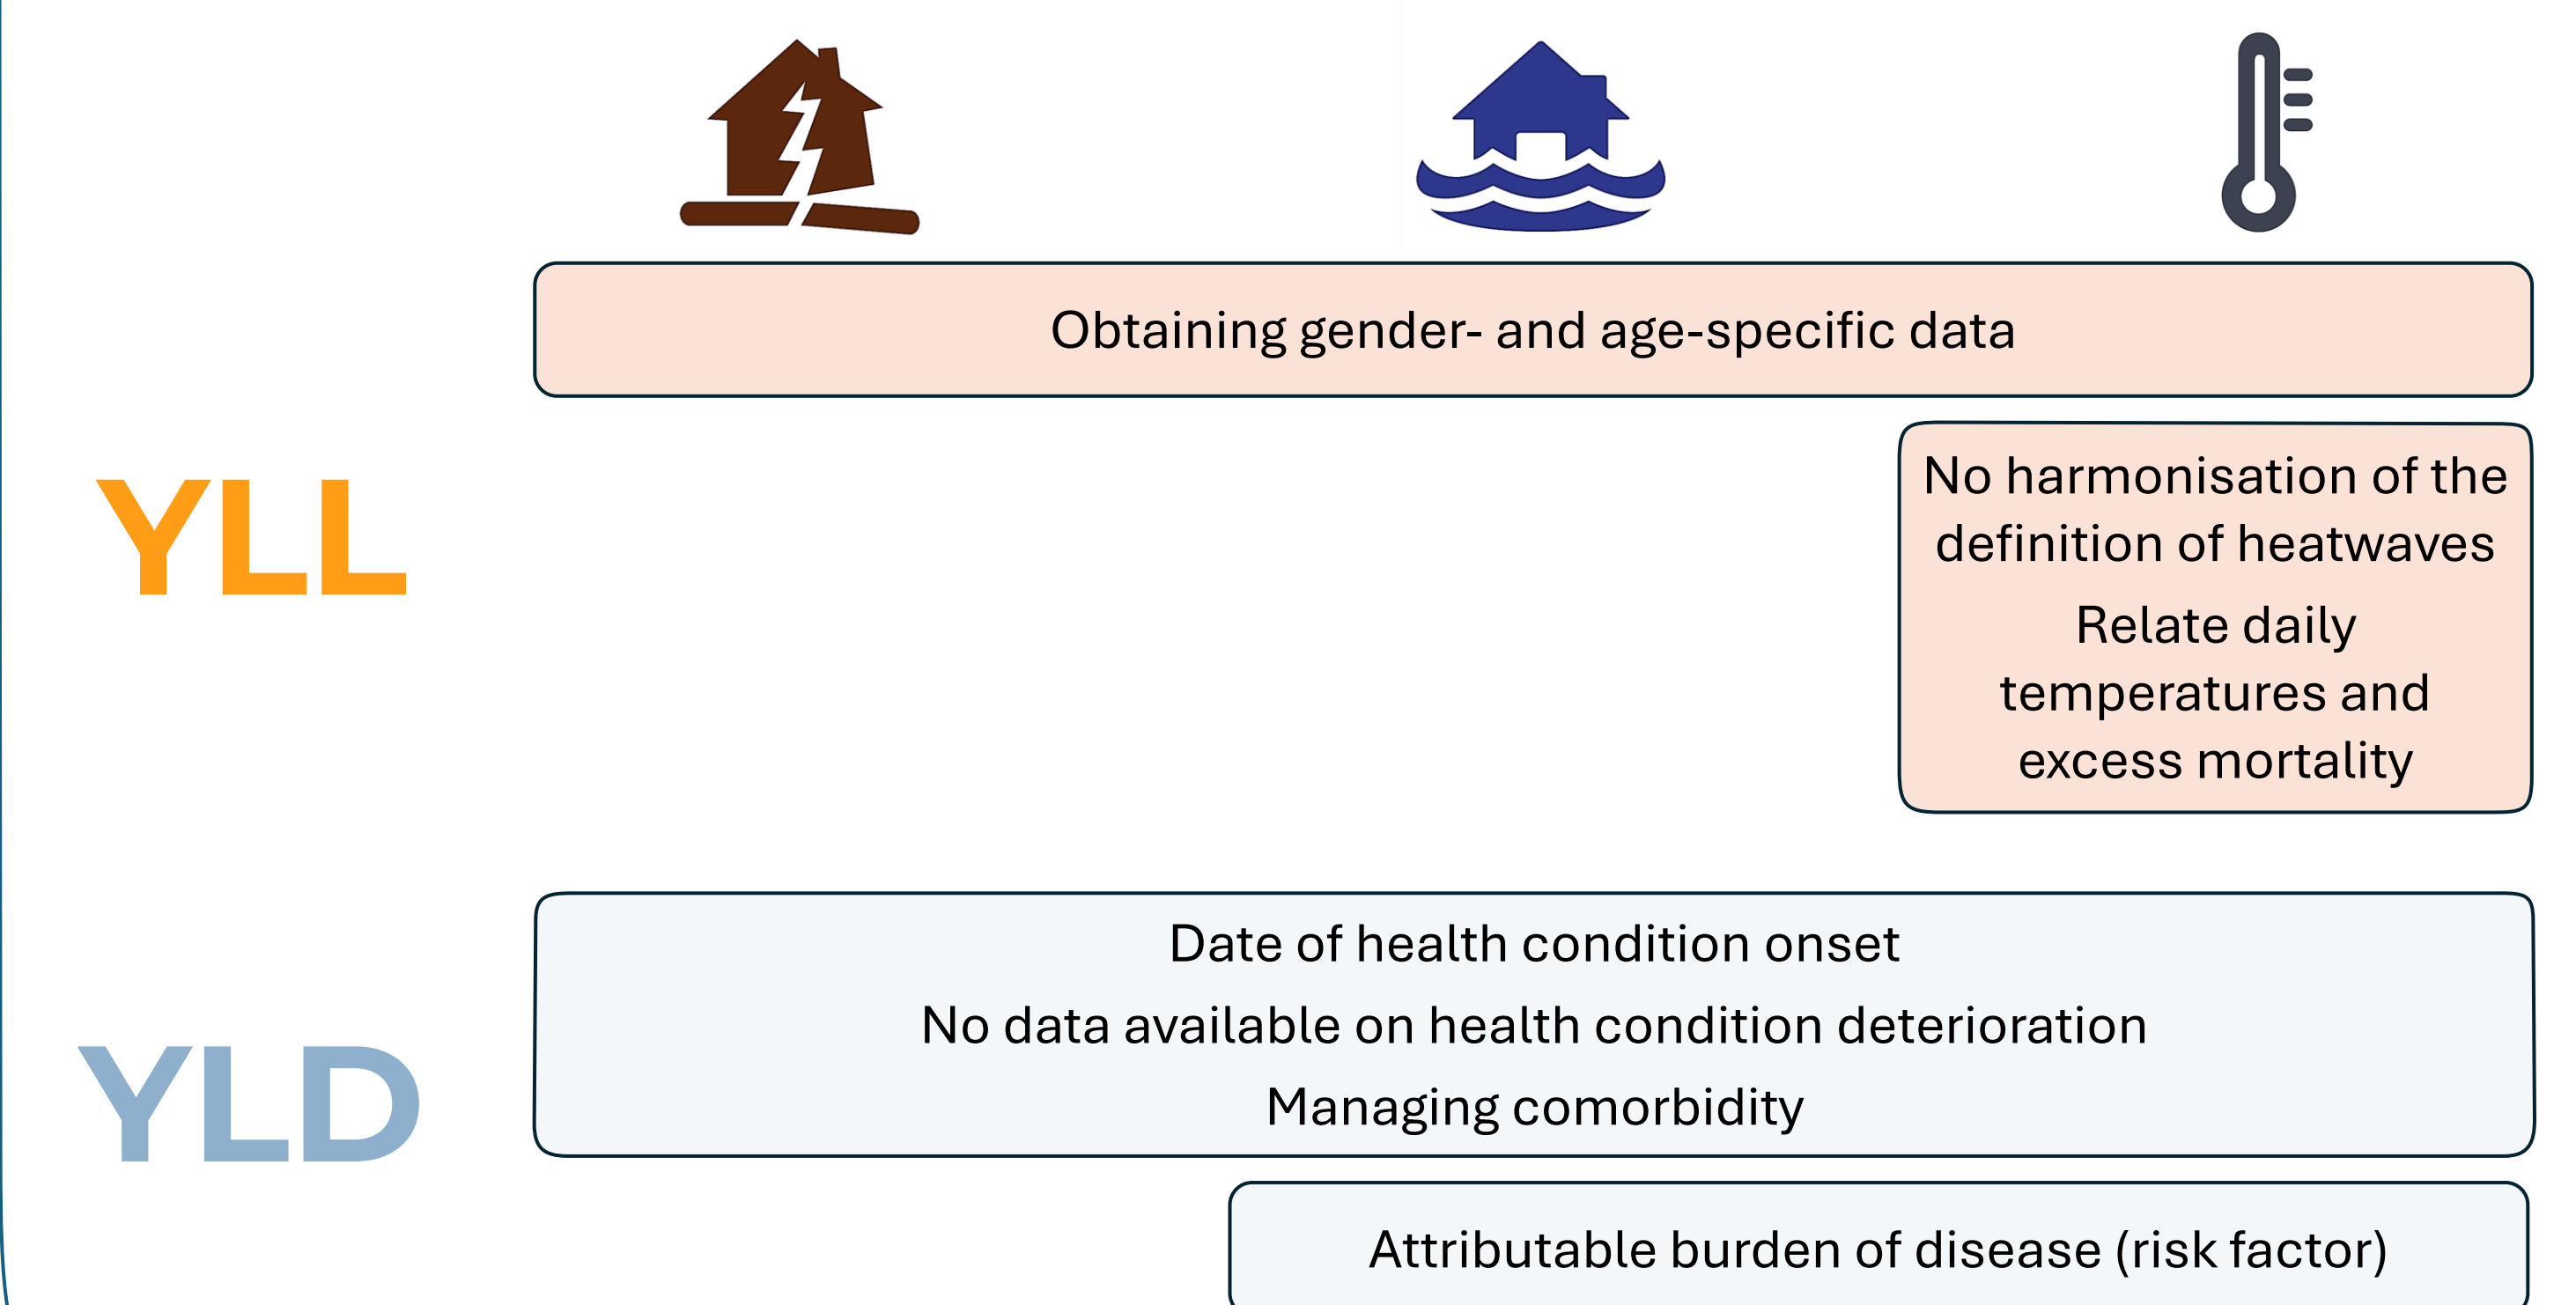 Obtaining gender- and age-specific data
YLL
No harmonisation of the
definition of heatwaves
Relate daily
temperatures and
excess mortality
YLD
Date of health condition onset
No data available on health condition deterioration
Managing comorbidity
Attributable burden of disease (risk factor)